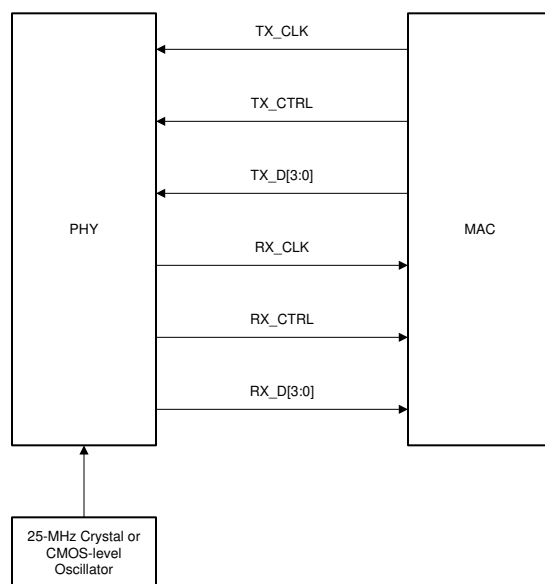 TX_CLK
TX_CTRL
TX_D[3:0]
PHY
MAC
RX_CLK
RX_CTRL
RX_D[3:0]
25-MHz Crystal or
CMOS-level
Oscillator